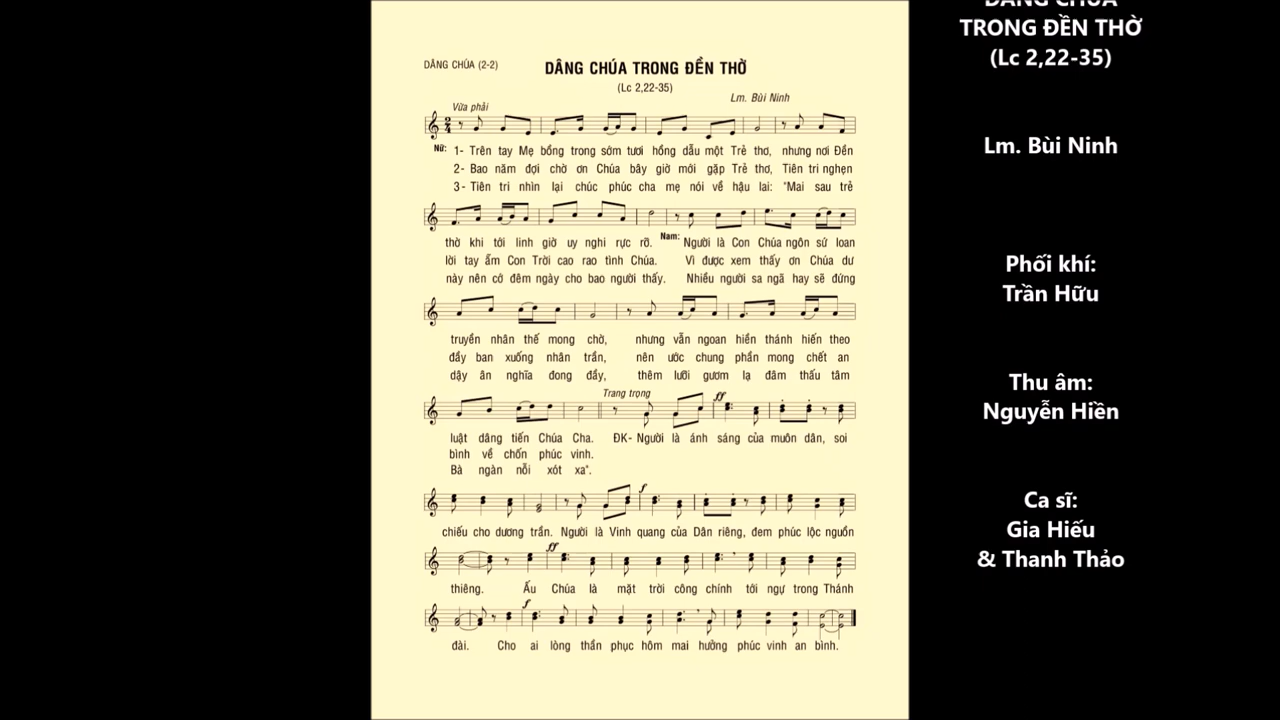 DÂNG CHÚA (2-2)
DÂNG CHÚA TRONG ĐỀN THỜ
(Lc 2,22-35)
Lm. Bùi Ninh
Vừa phải
Nữ: 1- Trên tay Mẹ bồng trong sớm tươi hồng dẫu một Trẻ thơ, nhưng nơi Đền
2- Bao năm đợi chờ ơn Chúa bây giờ mới gặp Trẻ thơ, Tiên tri nghẹn
3- Tiên tri nhìn lại chúc phúc cha mẹ nói về hậu lai: "Mai sau trẻ
thờ khi tới linh giờ uy nghi rực rỡ. Nam: Người là Con Chúa ngôn sứ loan
lời tay ẵm Con Trời cao rao tình Chúa. Vì được xem thấy ơn Chúa dư
này nên cớ đêm ngày cho bao người thấy. Nhiều người sa ngã hay sẽ đứng
truyền nhân thế mong chờ, nhưng vẫn ngoan hiền thánh hiến theo
đầy ban xuống nhân trần, nên ước chung phần mong chết an
dậy ân nghĩa đong đầy, thêm lưỡi gươm lạ đâm thấu tâm
Trang trọng
ff
luật dâng tiến Chúa Cha. ĐK- Người là ánh sáng của muôn dân, soi
bình về chốn phúc vinh.
Bà ngàn nỗi xót xa".
f
chiếu cho dương trần. Người là Vinh quang của Dân riêng, đem phúc lộc nguồn
ff
thiêng. Ấu Chúa là mặt trời công chính tới ngự trong Thánh
f
đài. Cho ai lòng thần phục hôm mai hưởng phúc vinh an bình.
DÂNG CHÚA
TRONG ĐỀN THỜ
(Lc 2,22-35)
Lm. Bùi Ninh
Phối khí:
Trần Hữu
Thu âm:
Nguyễn Hiền
Ca sĩ:
Gia Hiếu
& Thanh Thảo